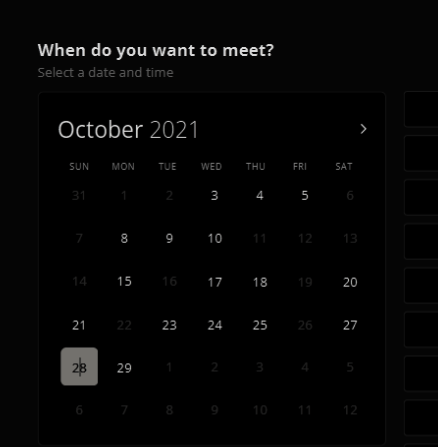 When do you want to meet?
Select a date and time
October 2021
SUN MON TUE WED THU FRI SAT
31 1 2 3 4 5 6
7 8 9 10 11 12 13
14 15 16 17 18 19 20
21 22 23 24 25 26 27
28 29 1 2 3 4 5
6 7 8 9 10 11 12